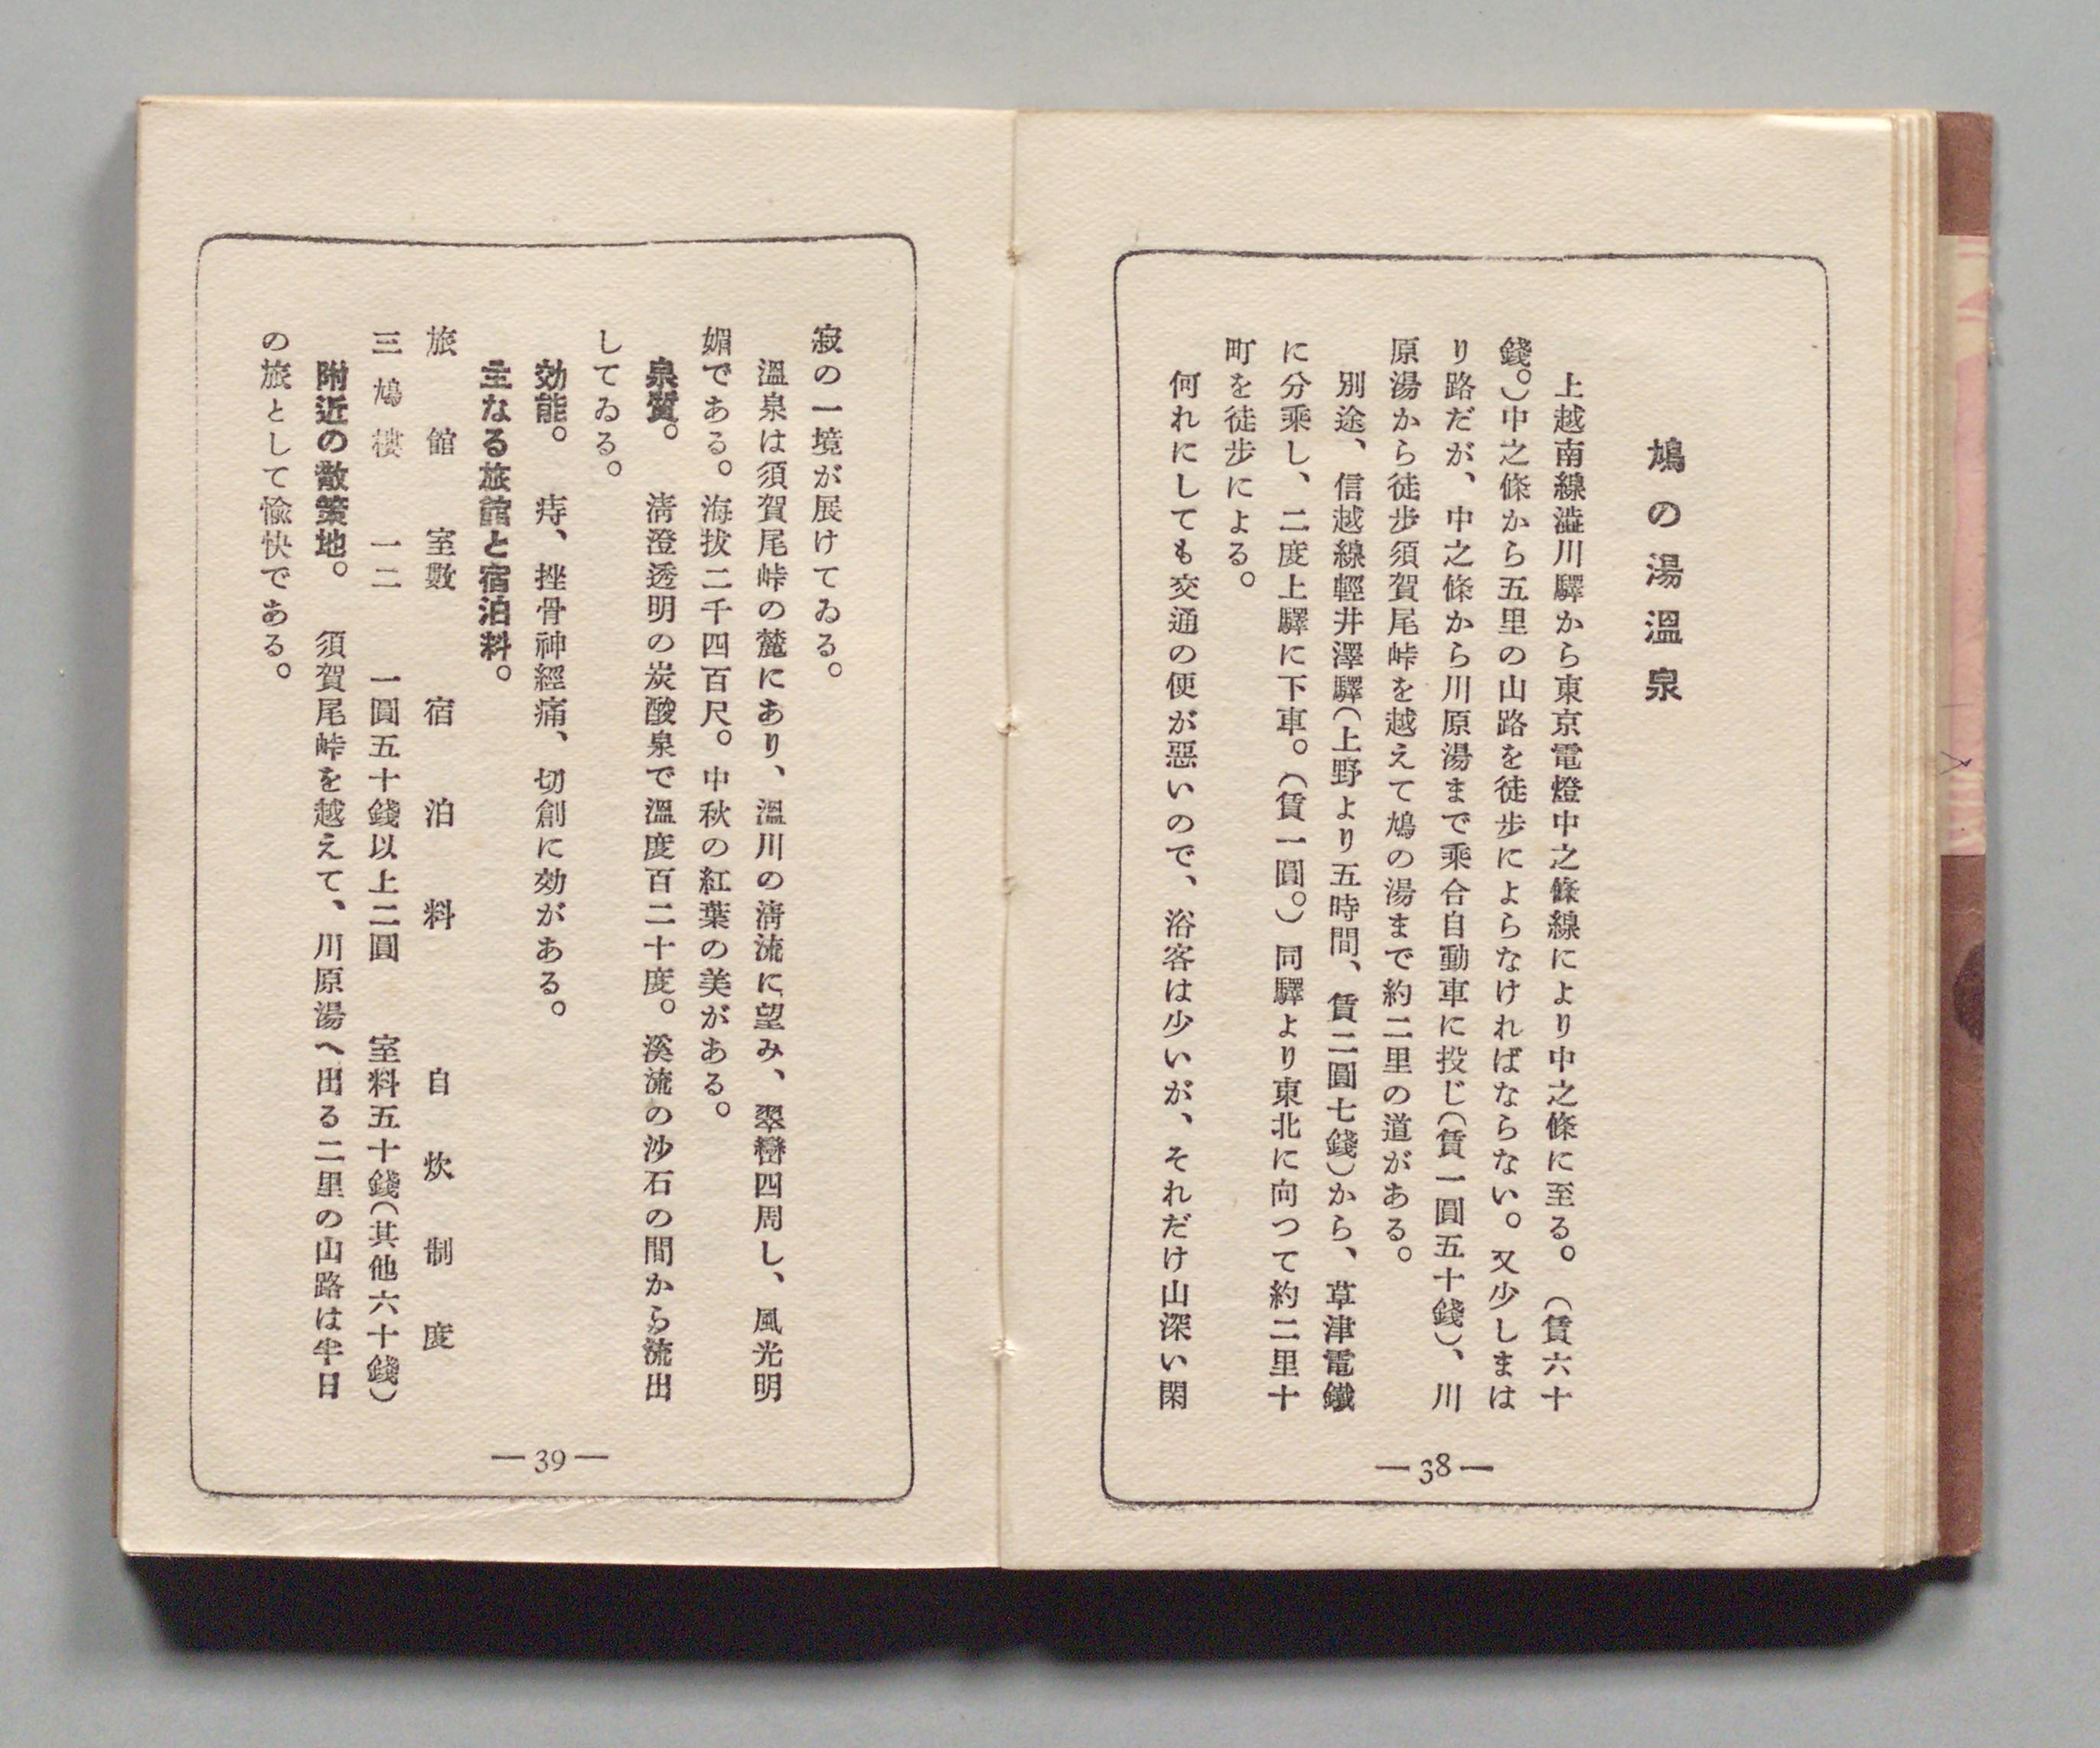 鳩の湯溫泉
上越南線澁川驛から東京電燈中之條線により中之條に至る。（賃六十
錢。）中之條から五里の山路を徒步によらなければならない。又少しまは
り路だが、中之條から川原湯まで乘合自動車に投じ（賃一圓五十錢）、川
原湯から徒步須賀尾峠を越えて鳩の湯まで約二里の道がある。
別途、信越線輕井澤驛（上野より五時間、賃二圓七錢）から、草津電鐵
に分乘し、二度上驛に下車。（賃一圓。）同驛より東北に向つて約二里十
町を徒步による。
何れにしても交通の便が惡いので、浴客は少いが、それだけ山深い閑
—38—
寂の一境が展けてゐる。
溫泉は須賀尾峠の麓にあり、溫川の淸流に望み、翠巒四周し、風光明
媚である。海拔二千四百尺。中秋の紅葉の美がある。
泉質。　淸澄透明の炭酸泉で溫度百二十度。溪流の沙石の間から流出
してゐる。
効能。　痔、挫骨神經痛、切創に効がある。
主なる旅館と宿泊料。
旅館　室數　宿泊料　自炊制度
三鳩樓　一二　一圓五十錢以上二圓　室料五十錢（其他六十錢）
附近の散策地。　須賀尾峠を越えて、川原湯へ出る二里の山路は半日
の旅として愉快である。
—39—